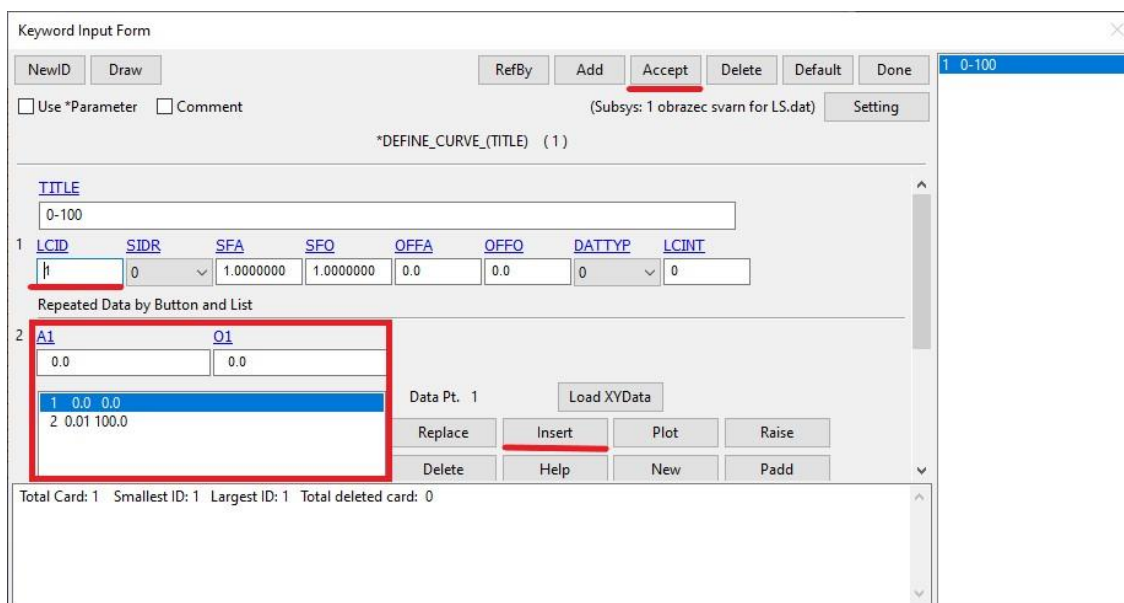 Keyword Input Form
NewID Draw RefBy Add Accept Delete Default Done
1 0-100
Use *Parameter Comment (Subsys: 1 obrazec svarn for LS.dat) Setting
*DEFINE_CURVE_(TITLE) (1)
TITLE
0-100
1 LCID SIDR SFA SFO OFFA OFFO DATTYP LCINT
1 0 1.0000000 1.0000000 0.0 0.0 0 0
Repeated Data by Button and List
2 A1 O1
0.0 0.0
1 0.0 0.0
2 0.01 100.0
Data Pt. 1 Load XYData
Replace Insert Plot Raise
Delete Help New Padd
Total Card: 1 Smallest ID: 1 Largest ID: 1 Total deleted card: 0